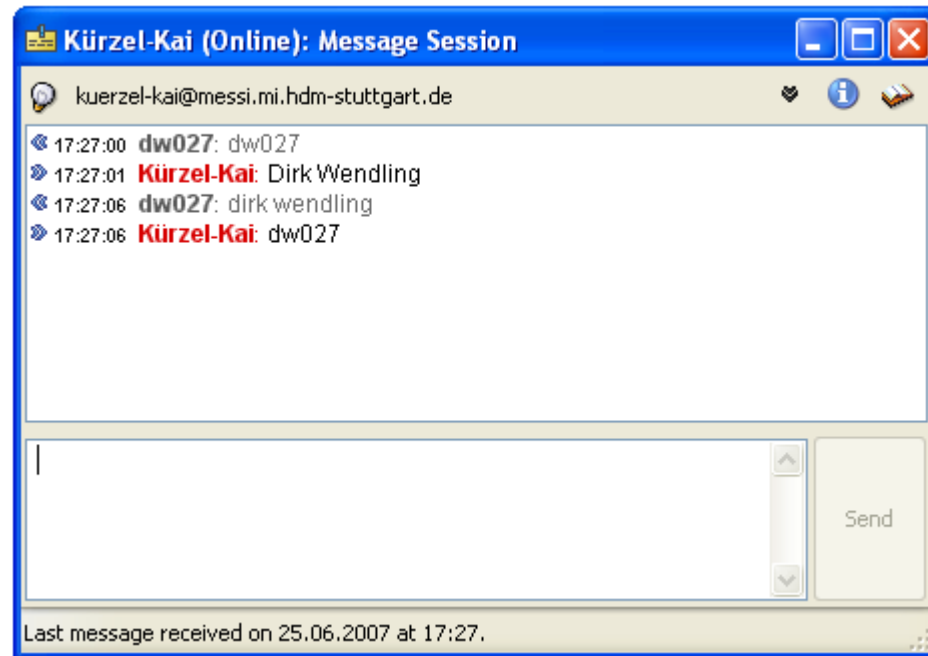 Kürzel-Kai (Online): Message Session
kuerzel-kai@messi.mi.hdm-stuttgart.de
17:27:00 dw027: dw027
17:27:01 Kürzel-Kai: Dirk Wendling
17:27:06 dw027: dirk wendling
17:27:06 Kürzel-Kai: dw027
Send
Last message received on 25.06.2007 at 17:27.